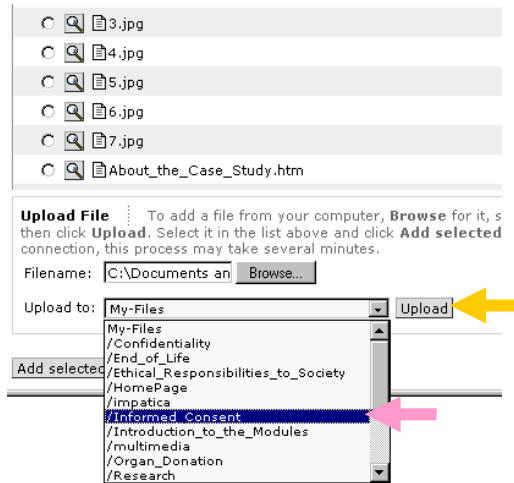 3.jpg
4.jpg
5.jpg
6.jpg
7.jpg
About_the_Case_Study.htm
Upload File To add a file from your computer, Browse for it, s
then click Upload. Select it in the list above and click Add selected
connection, this process may take several minutes.
Filename: C:\Documents an Browse...
Upload to: My-Files Upload
My-Files
/Confidentiality
/End_of_Life
Add selected /Ethical_Responsibilities_to_Society
/HomePage
/impatica
/Informed_Consent
/Introduction_to_the_Modules
/multimedia
/Organ_Donation
/Research